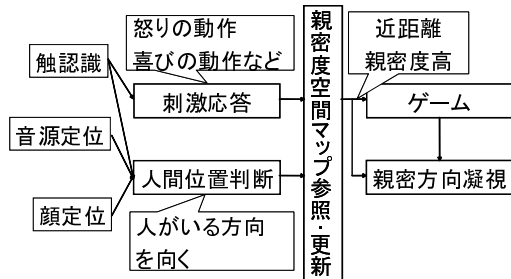 怒りの動作
喜びの動作など
近距離
親密度高
触認識
刺激応答
親密度空間マップ参照・更新
ゲーム
音源定位
人間位置判断
親密方向凝視
顔定位
人がいる方向
を向く